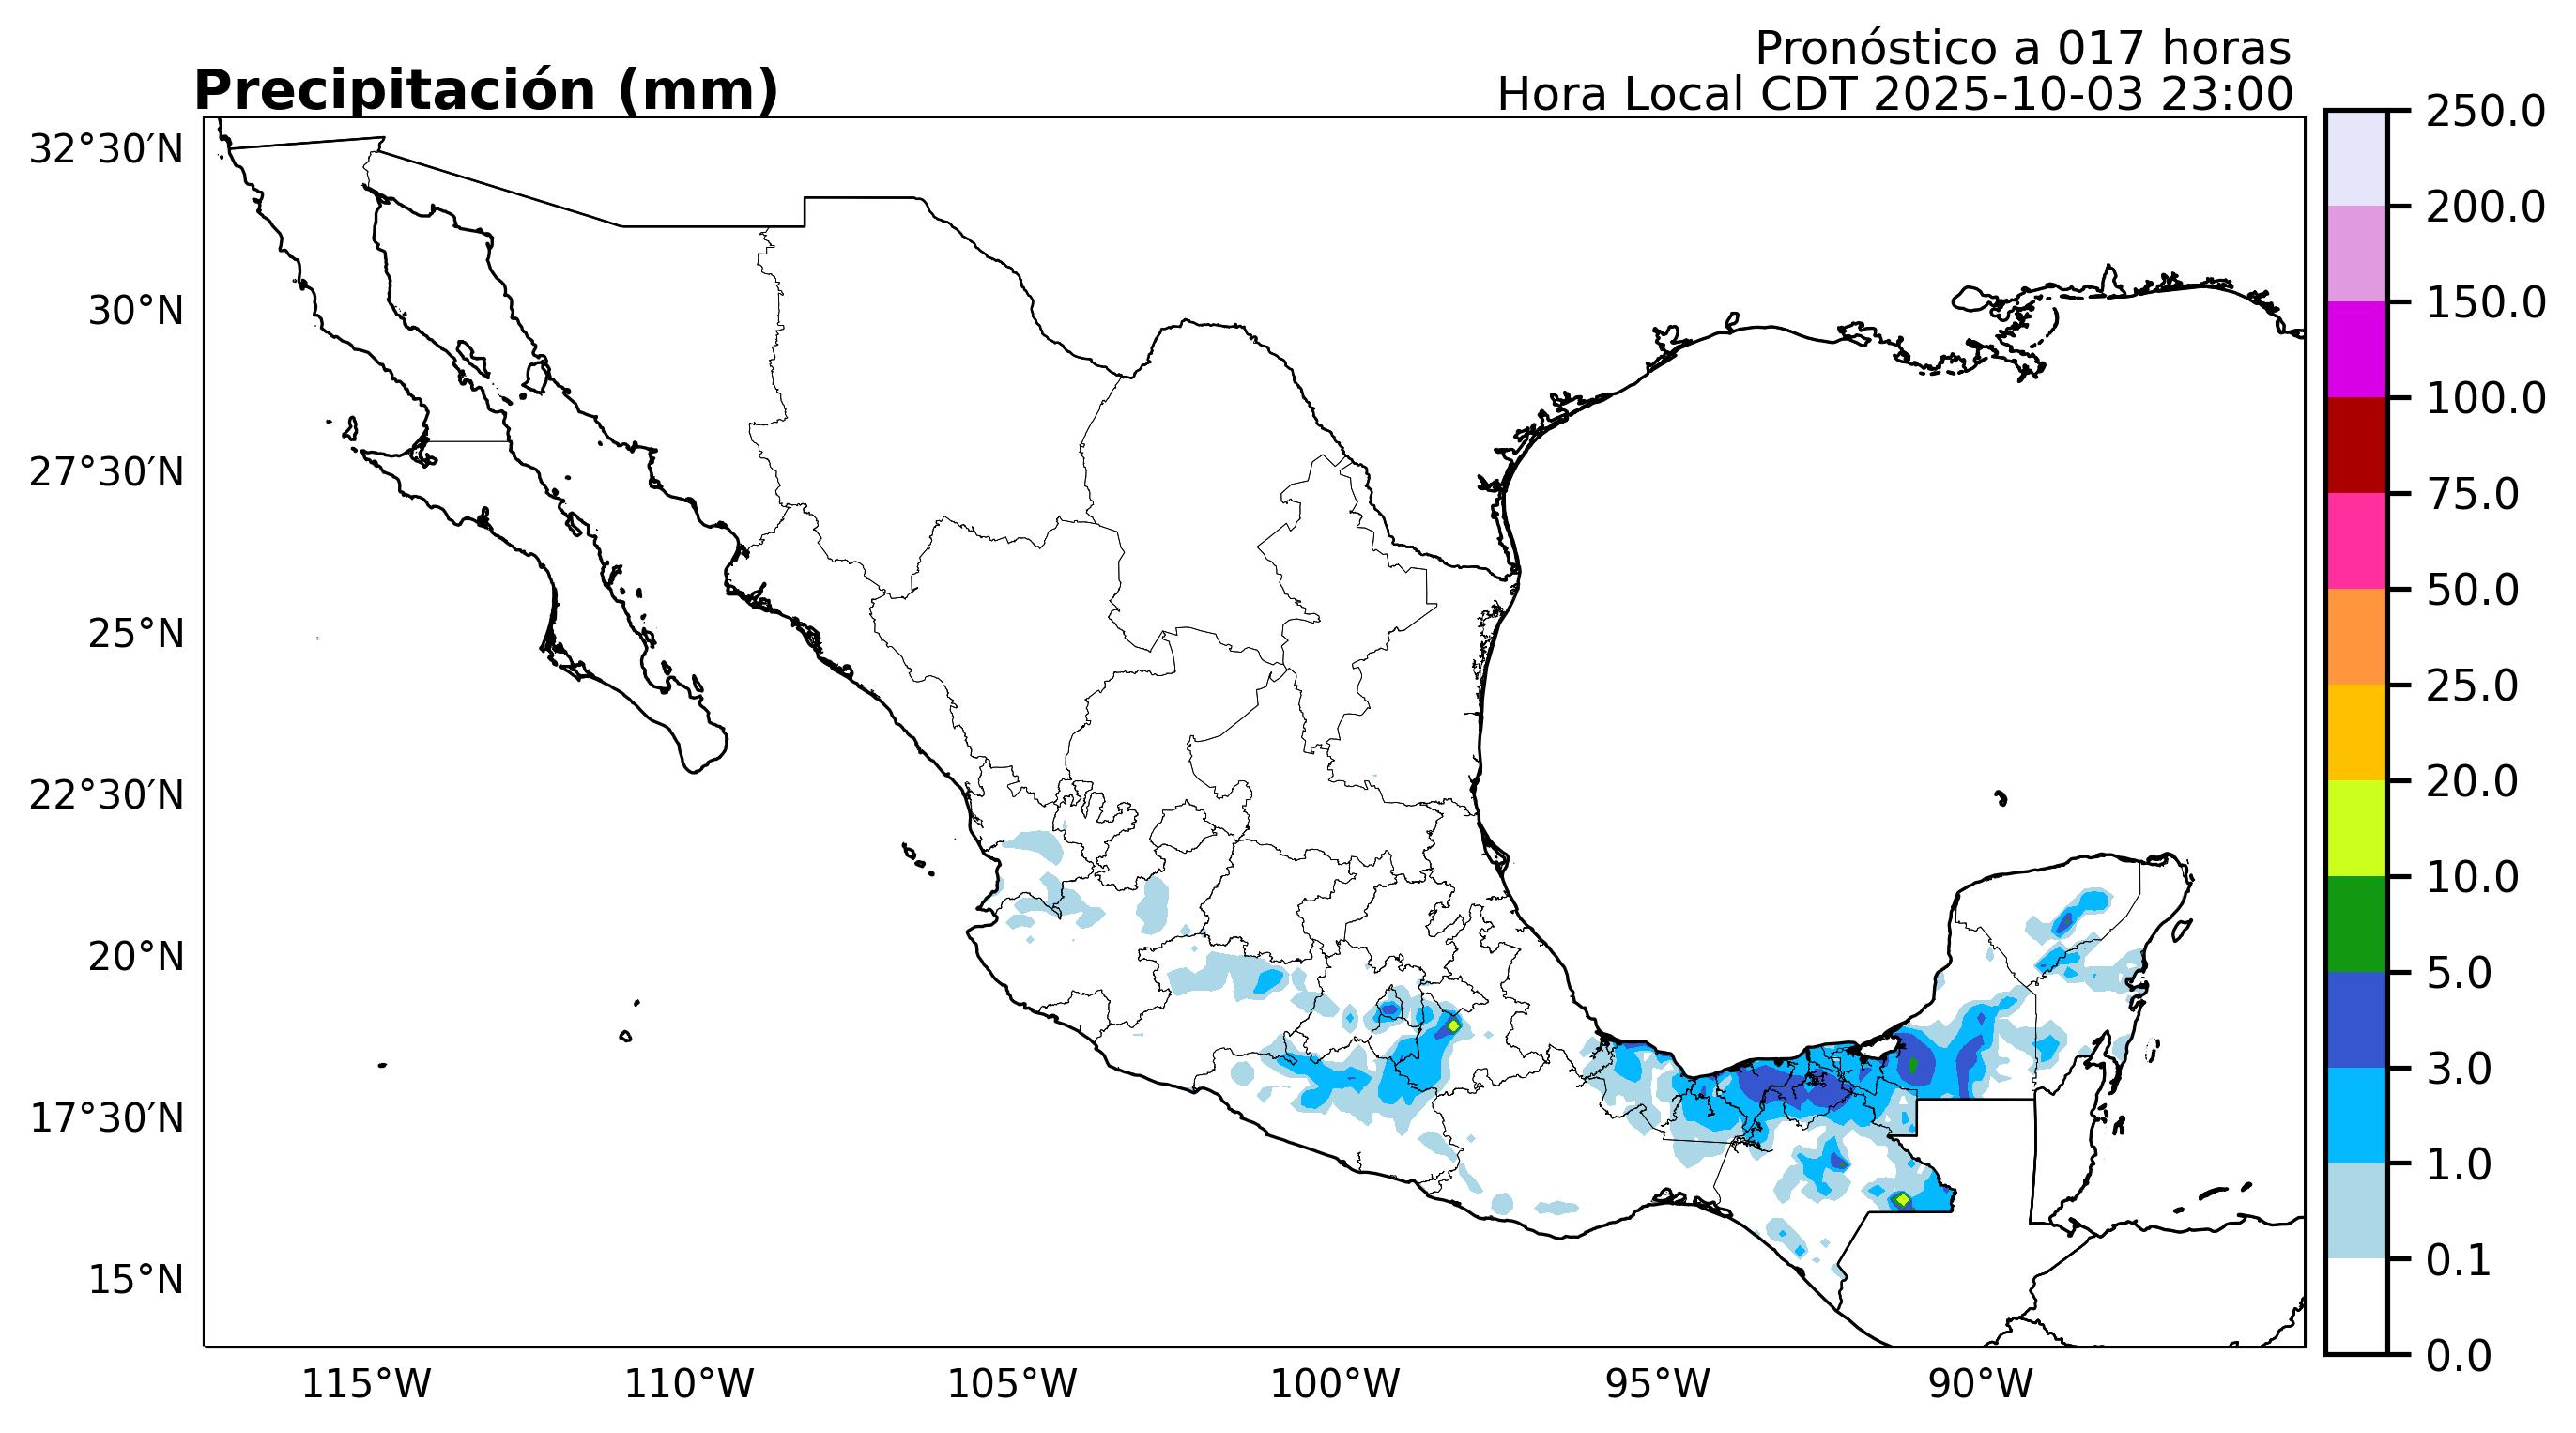 Pronóstico a 017 horas
Precipitación (mm)
Hora Local CDT 2025-10-03 23:00
32°30′N
30°N
27°30′N
25°N
22°30′N
20°N
17°30′N
15°N
115°W
110°W
105°W
100°W
95°W
90°W
250.0
200.0
150.0
100.0
75.0
50.0
25.0
20.0
10.0
5.0
3.0
1.0
0.1
0.0